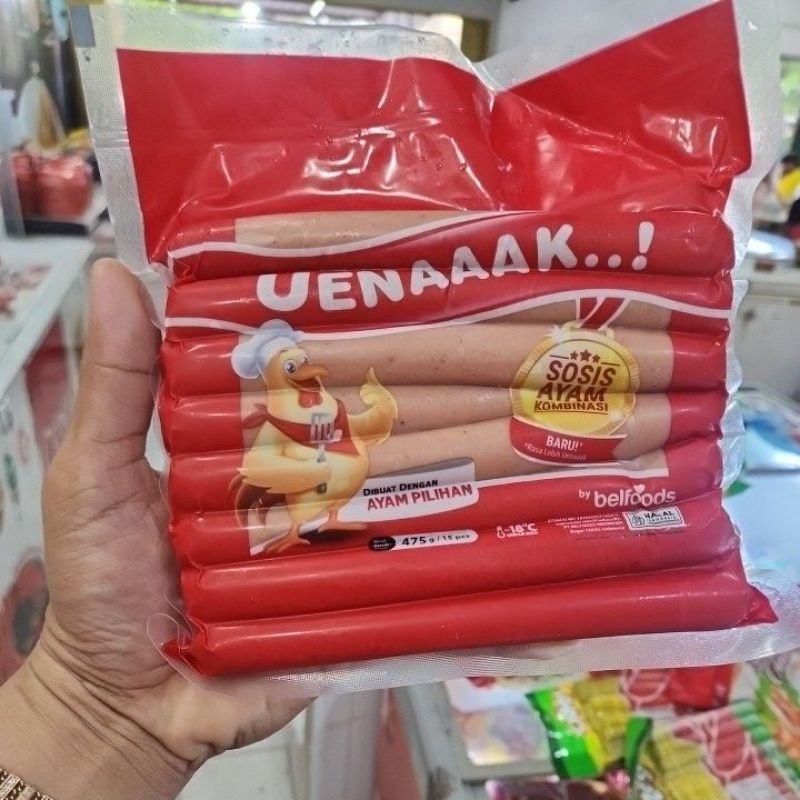 UENAAAK..!
SOSIS
AYAM
KOMBINASI
BARU!*
*Rasa Lebih Uenaaak
DIBUAT DENGAN
AYAM PILIHAN
by belfoods
475 g / 15 pcs
-18°C
HALAL